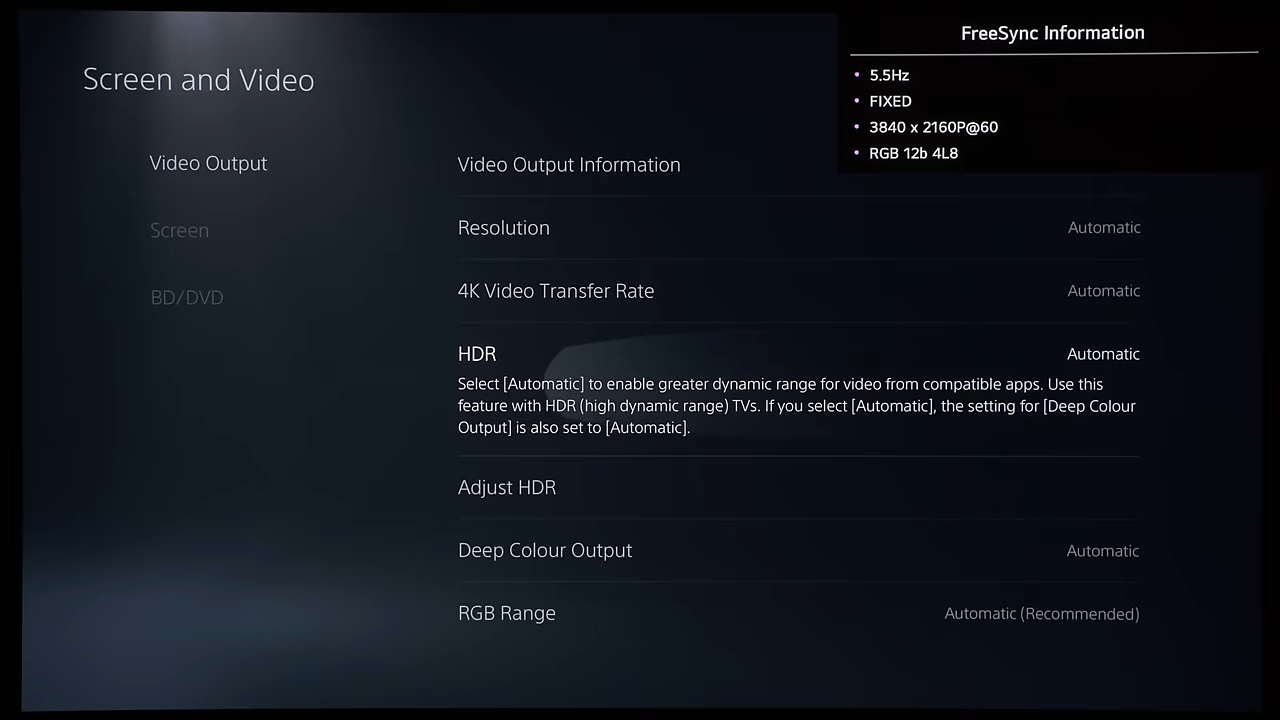 FreeSync Information
• 5.5Hz
• FIXED
• 3840 x 2160P@60
• RGB 12b 4L8
Screen and Video
Video Output
Screen
BD/DVD
Video Output Information
Resolution Automatic
4K Video Transfer Rate Automatic
HDR Automatic
Select [Automatic] to enable greater dynamic range for video from compatible apps. Use this
feature with HDR (high dynamic range) TVs. If you select [Automatic], the setting for [Deep Colour
Output] is also set to [Automatic].
Adjust HDR
Deep Colour Output Automatic
RGB Range Automatic (Recommended)